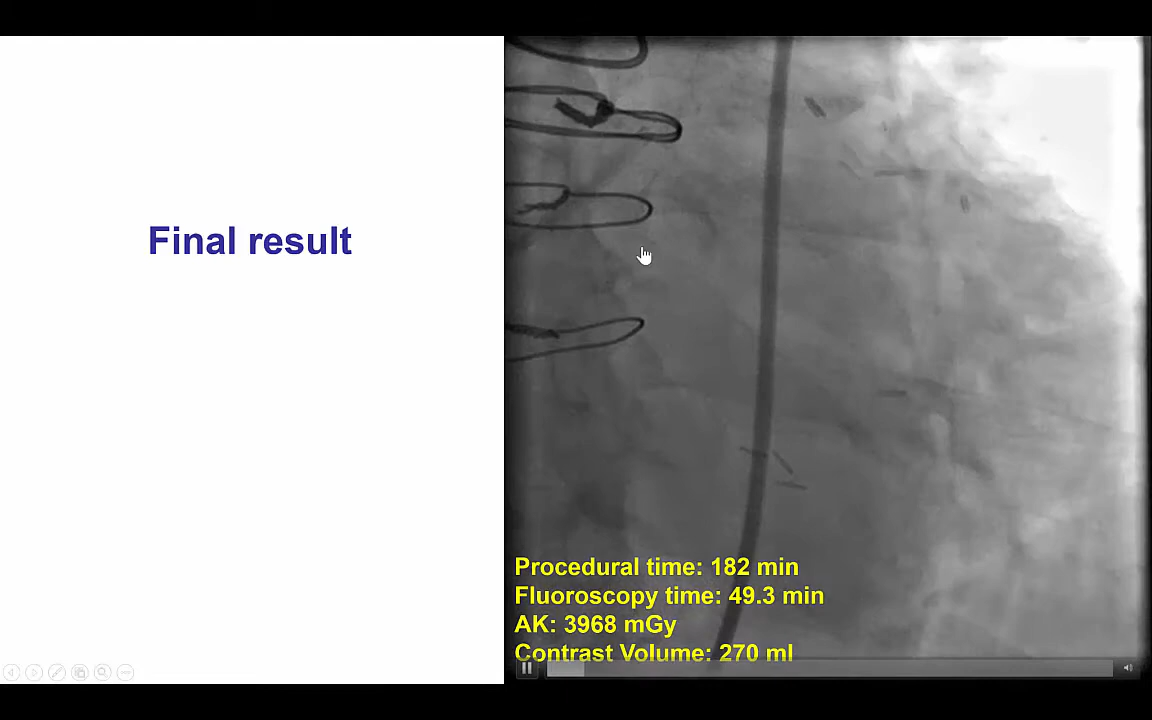 Final result
Procedural time: 182 min
Fluoroscopy time: 49.3 min
AK: 3968 mGy
Contrast Volume: 270 ml